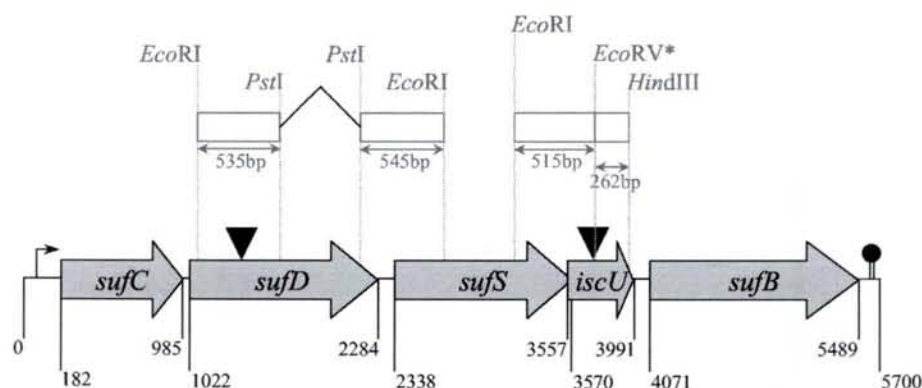 EcoRI
EcoRI
PstI
PstI
EcoRV*
EcoRI
HindIII
535bp
545bp
515bp
262bp
sufC
sufD
sufS
iscU
sufB
0
985
2284
3557
3991
5489
182
1022
2338
3570
4071
5700